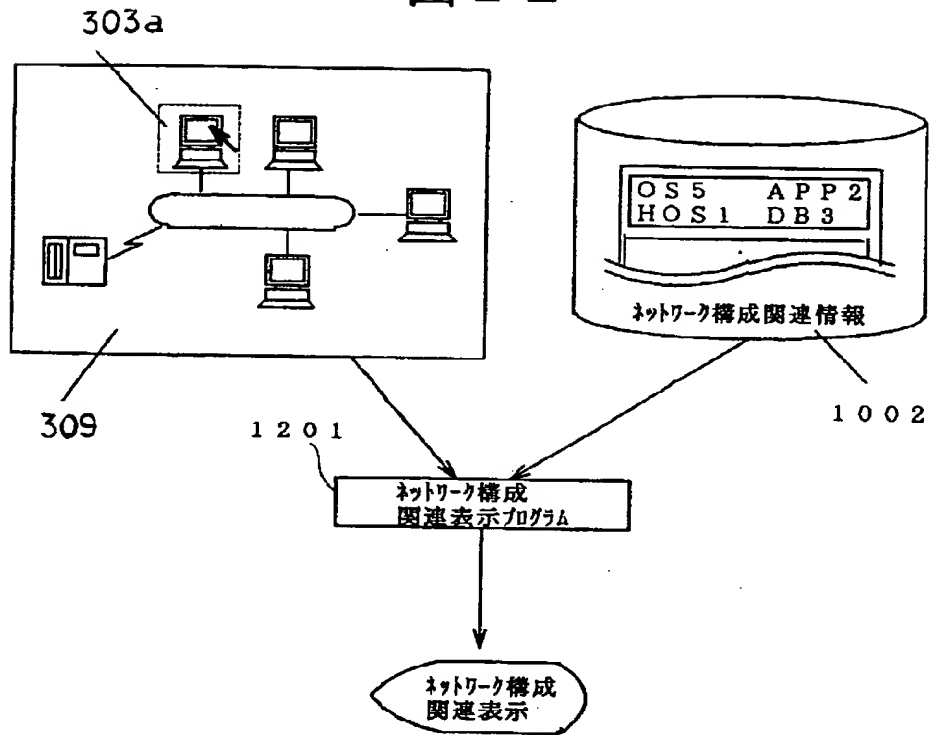 303a
OS5 APP2
HOS1 DB3
ネットワーク構成関連情報
309
1002
1201
ネットワーク構成
関連表示プログラム
ネットワーク構成
関連表示